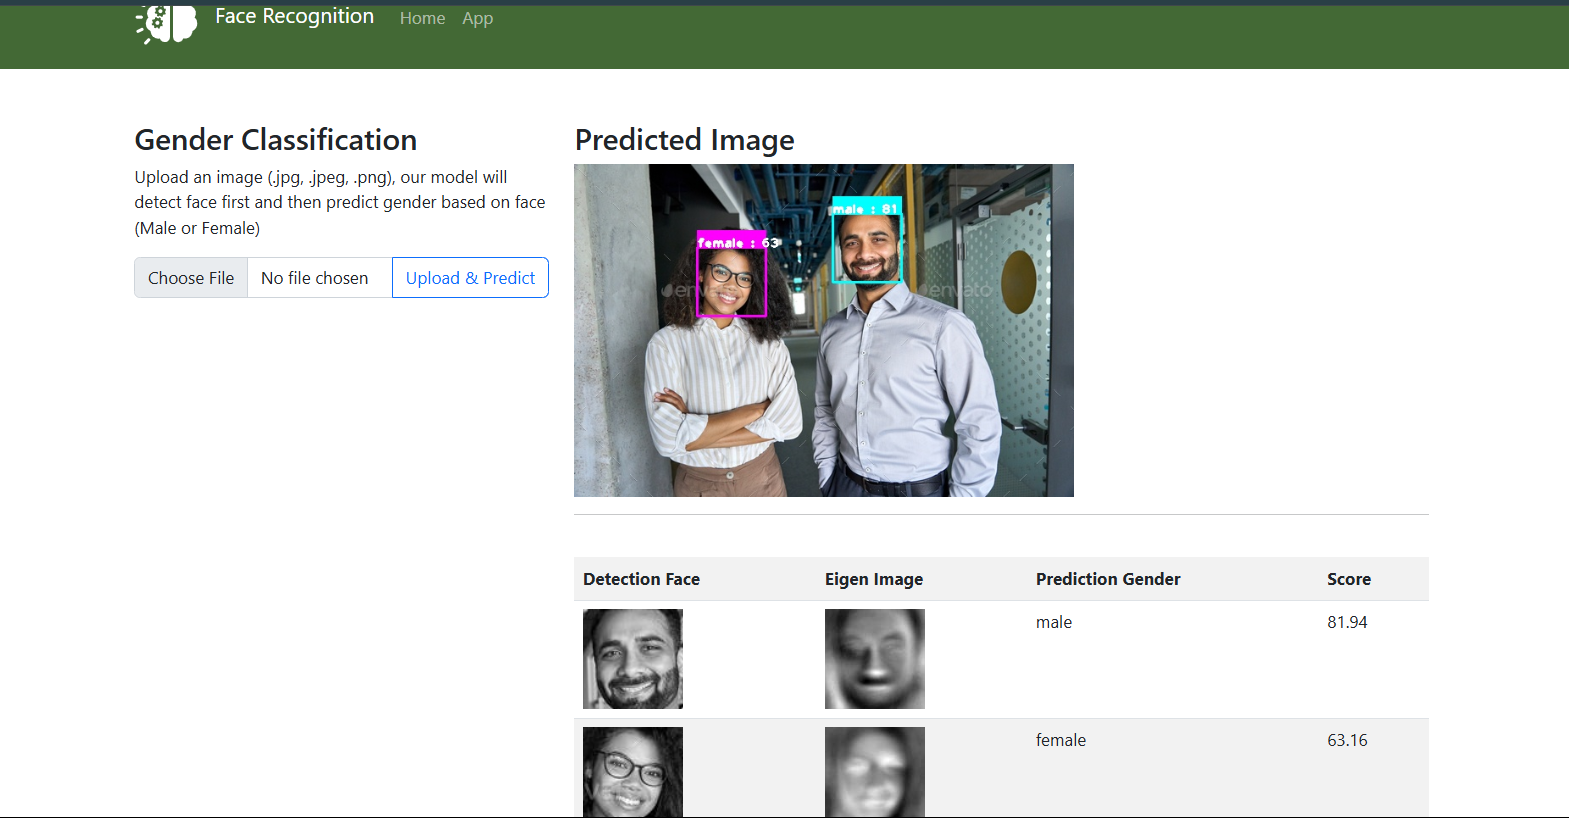 Face Recognition
Home
App
Gender Classification
Upload an image (.jpg, .jpeg, .png), our model will
detect face first and then predict gender based on face
(Male or Female)
Choose File
No file chosen
Upload & Predict
Predicted Image
male : 81
female : 63
envato
envato
Detection Face
Eigen Image
Prediction Gender
Score
male
81.94
female
63.16